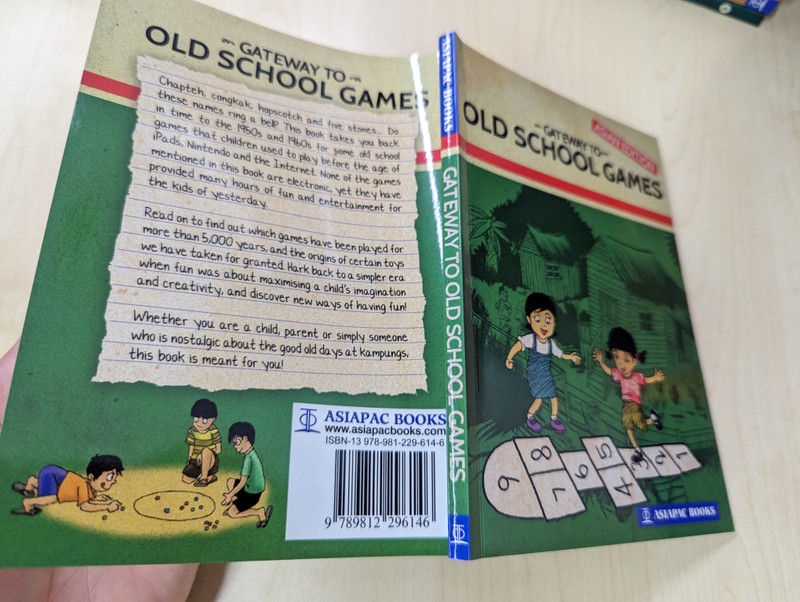 GATEWAY TO
OLD SCHOOL GAMES
Chapteh, congkak, hopscotch and five stones... Do
these names ring a bell? This book takes you back
in time to the 1950s and 1960s for some old school
games that children used to play before the age of
iPads, Nintendo and the Internet. None of the games
mentioned in this book are electronic, yet they have
provided many hours of fun and entertainment for
the kids of yesterday.
Read on to find out which games have been played for
more than 5,000 years, and the origins of certain toys
we have taken for granted. Hark back to a simpler era
when fun was about maximising a child's imagination
and creativity, and discover new ways of having fun!
Whether you are a child, parent or simply someone
who is nostalgic about the good old days at kampungs,
this book is meant for you!
ASIAPAC BOOKS
www.asiapacbooks.com
ISBN-13 978-981-229-614-6
9 789812 296146
ASIAPAC BOOKS
GATEWAY TO OLD SCHOOL GAMES
ASIAN EDITION
GATEWAY TO
OLD SCHOOL GAMES
9
8
7
6
5
4
3
2
1
ASIAPAC BOOKS